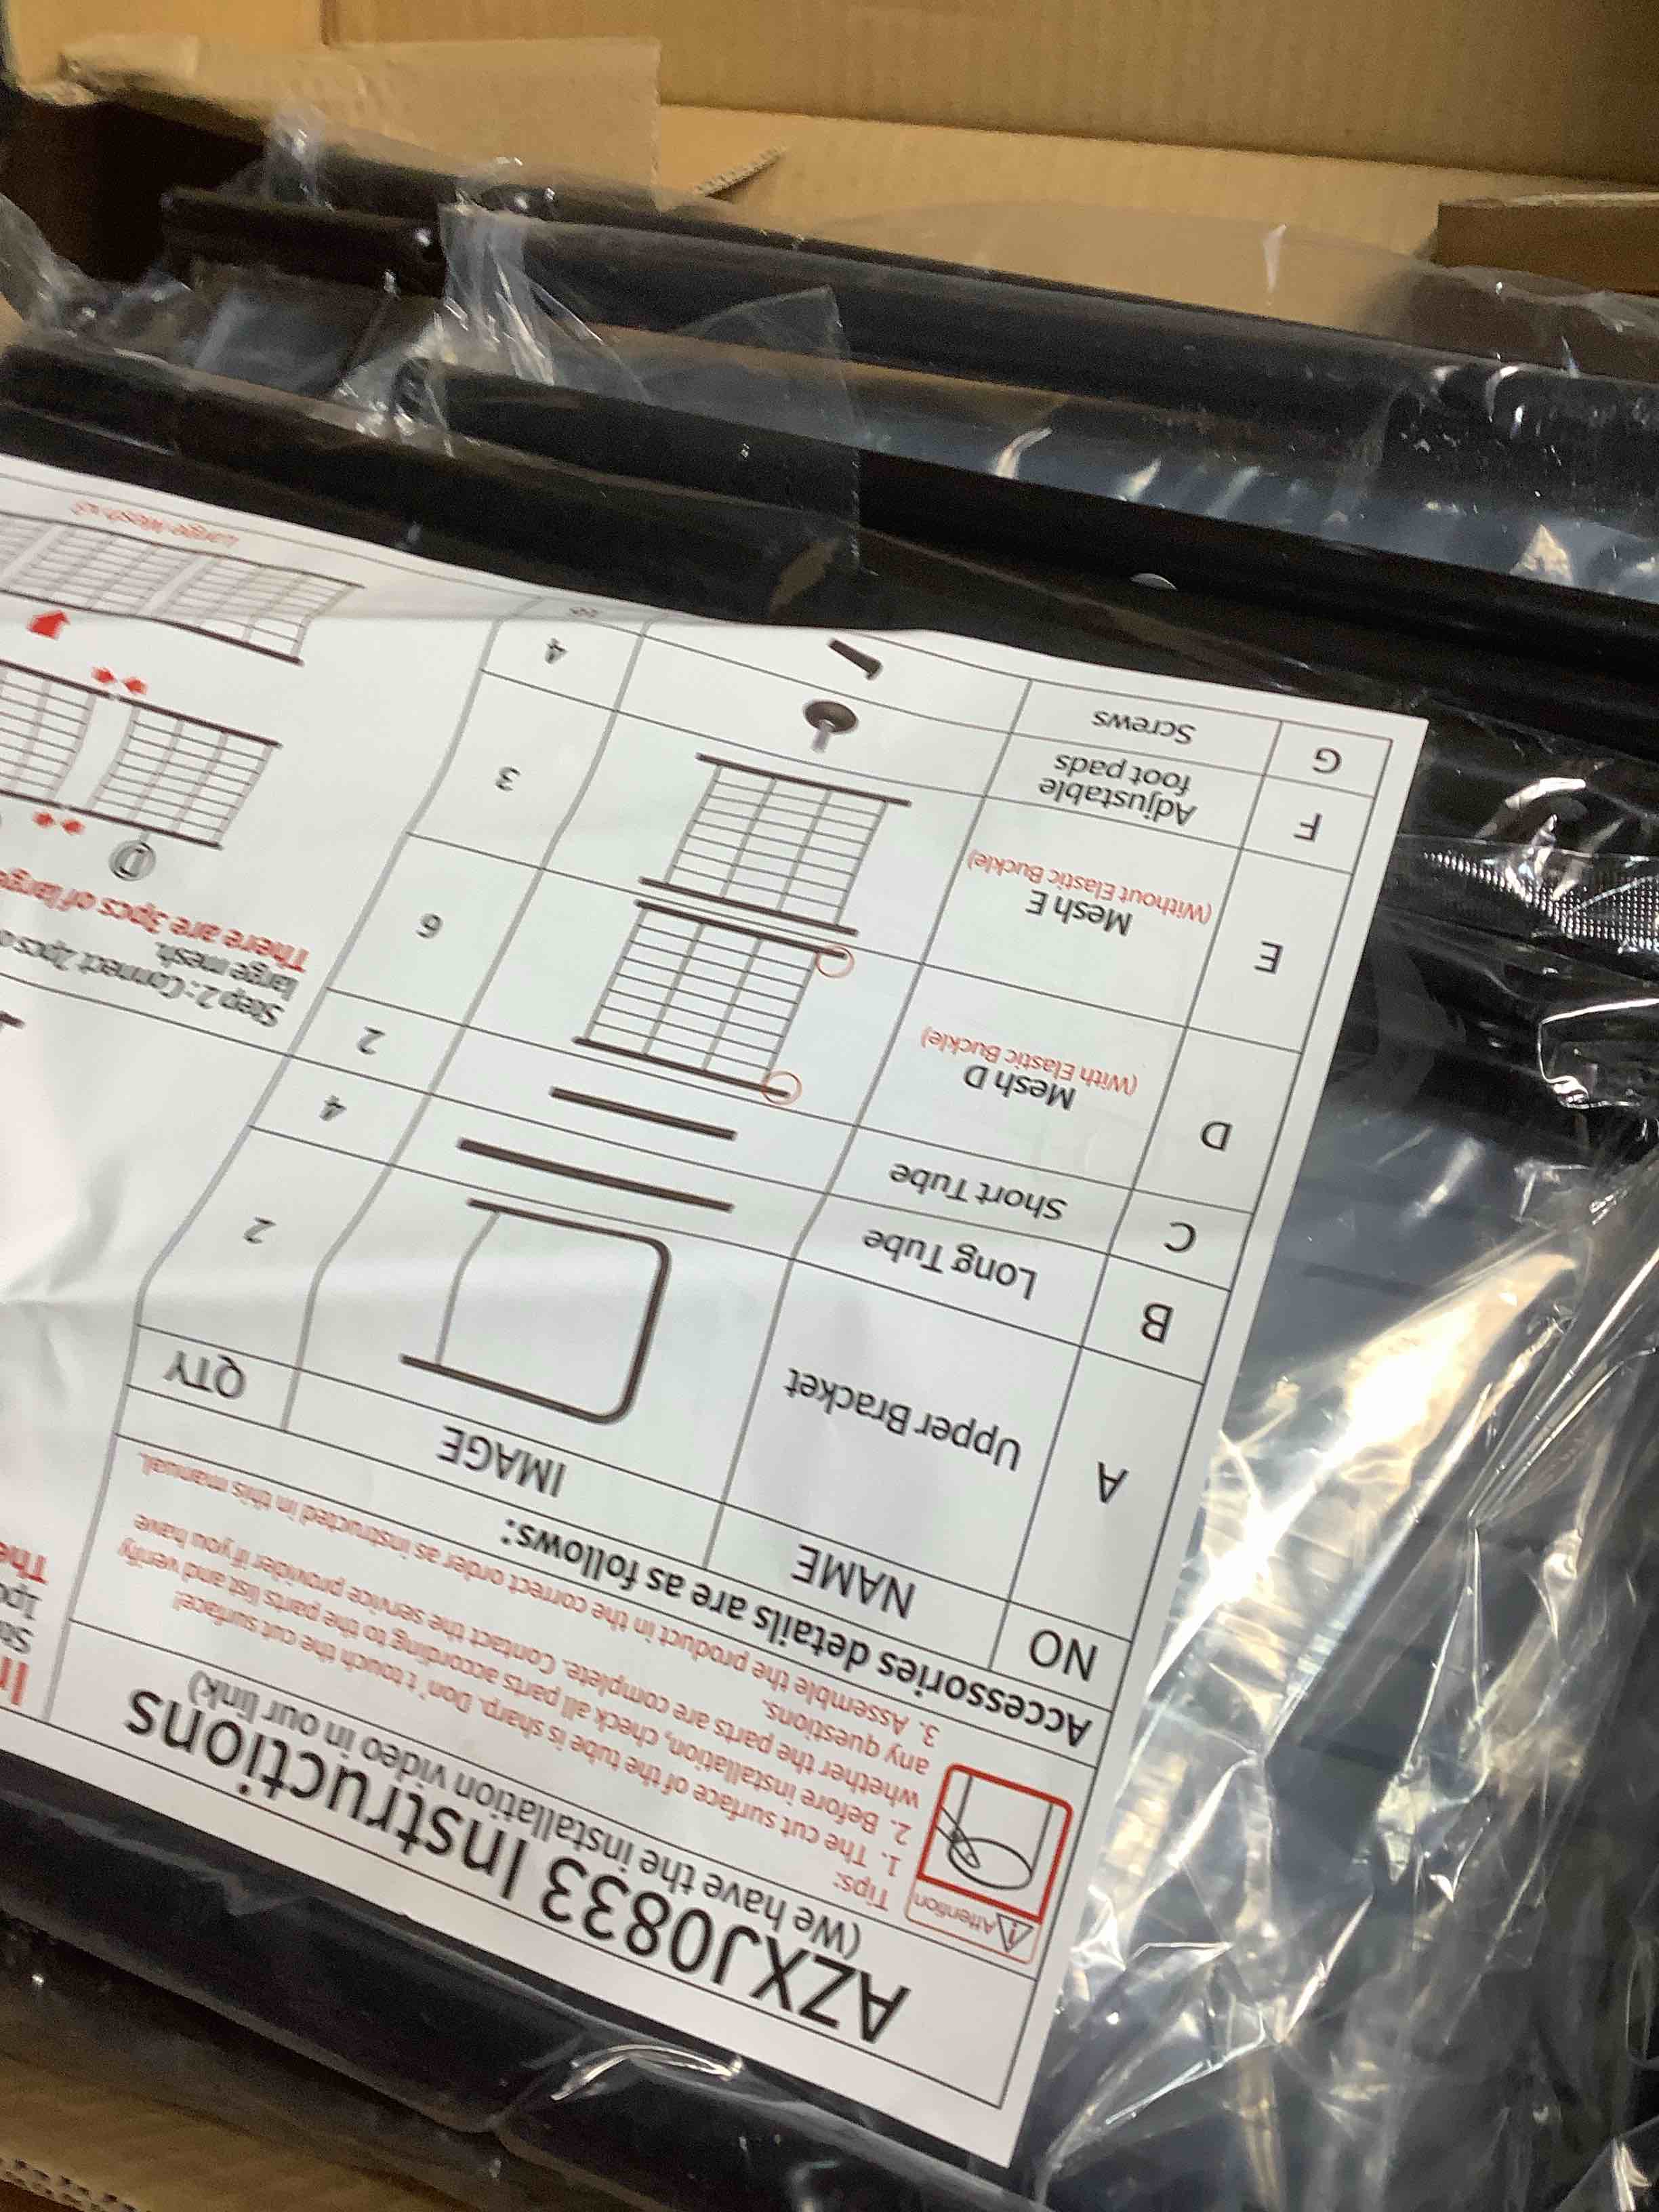 AZXJ0833 Instructions
(We have the installation video in our link)
Attention
Tips:
1. The cut surface of the tube is sharp. Don't touch the cut surface!
2. Before installation, check all parts according to the parts list and verify
whether the parts are complete. Contact the service provider if you have
any questions.
3. Assemble the product in the correct order as instructed in this manual.
Accessories details are as follows:
NO NAME IMAGE QTY
A Upper Bracket 2
B Long Tube 4
C Short Tube 2
D Mesh D 6
(With Elastic Buckle)
E Mesh E 3
(Without Elastic Buckle)
F Adjustable 4
foot pads
G Screws
Step 2: Connect 2pcs
large mesh.
There are 3pcs of
D
Large Mesh
1pc
The